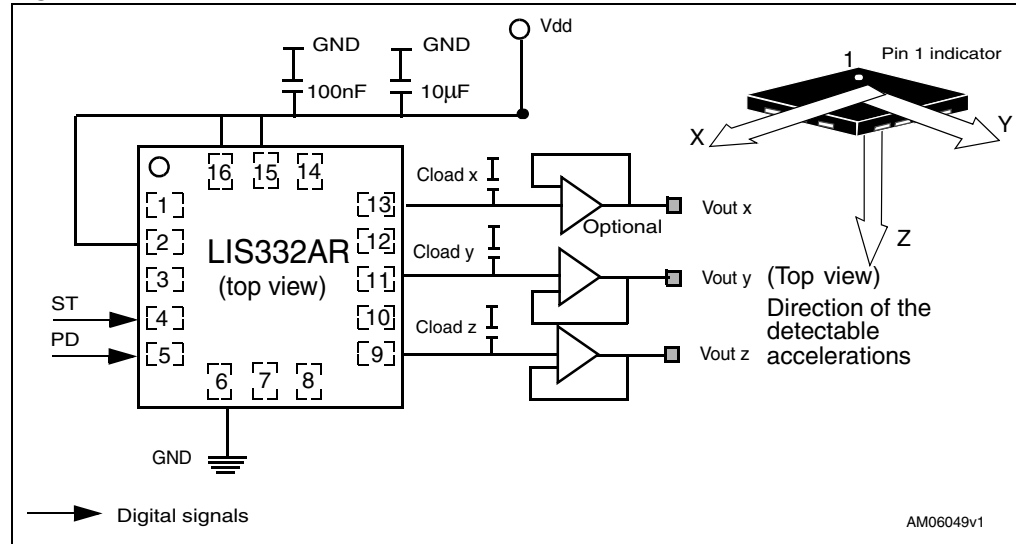 Vdd
GND
GND
100nF
10µF
1
Pin 1 indicator
X
Y
Z
16
15
14
1
2
3
4
5
LIS332AR
(top view)
13
12
11
10
9
6
7
8
ST
PD
Cload x
Cload y
Cload z
Optional
Vout x
Vout y
Vout z
(Top view)
Direction of the
detectable
accelerations
GND
Digital signals
AM06049v1